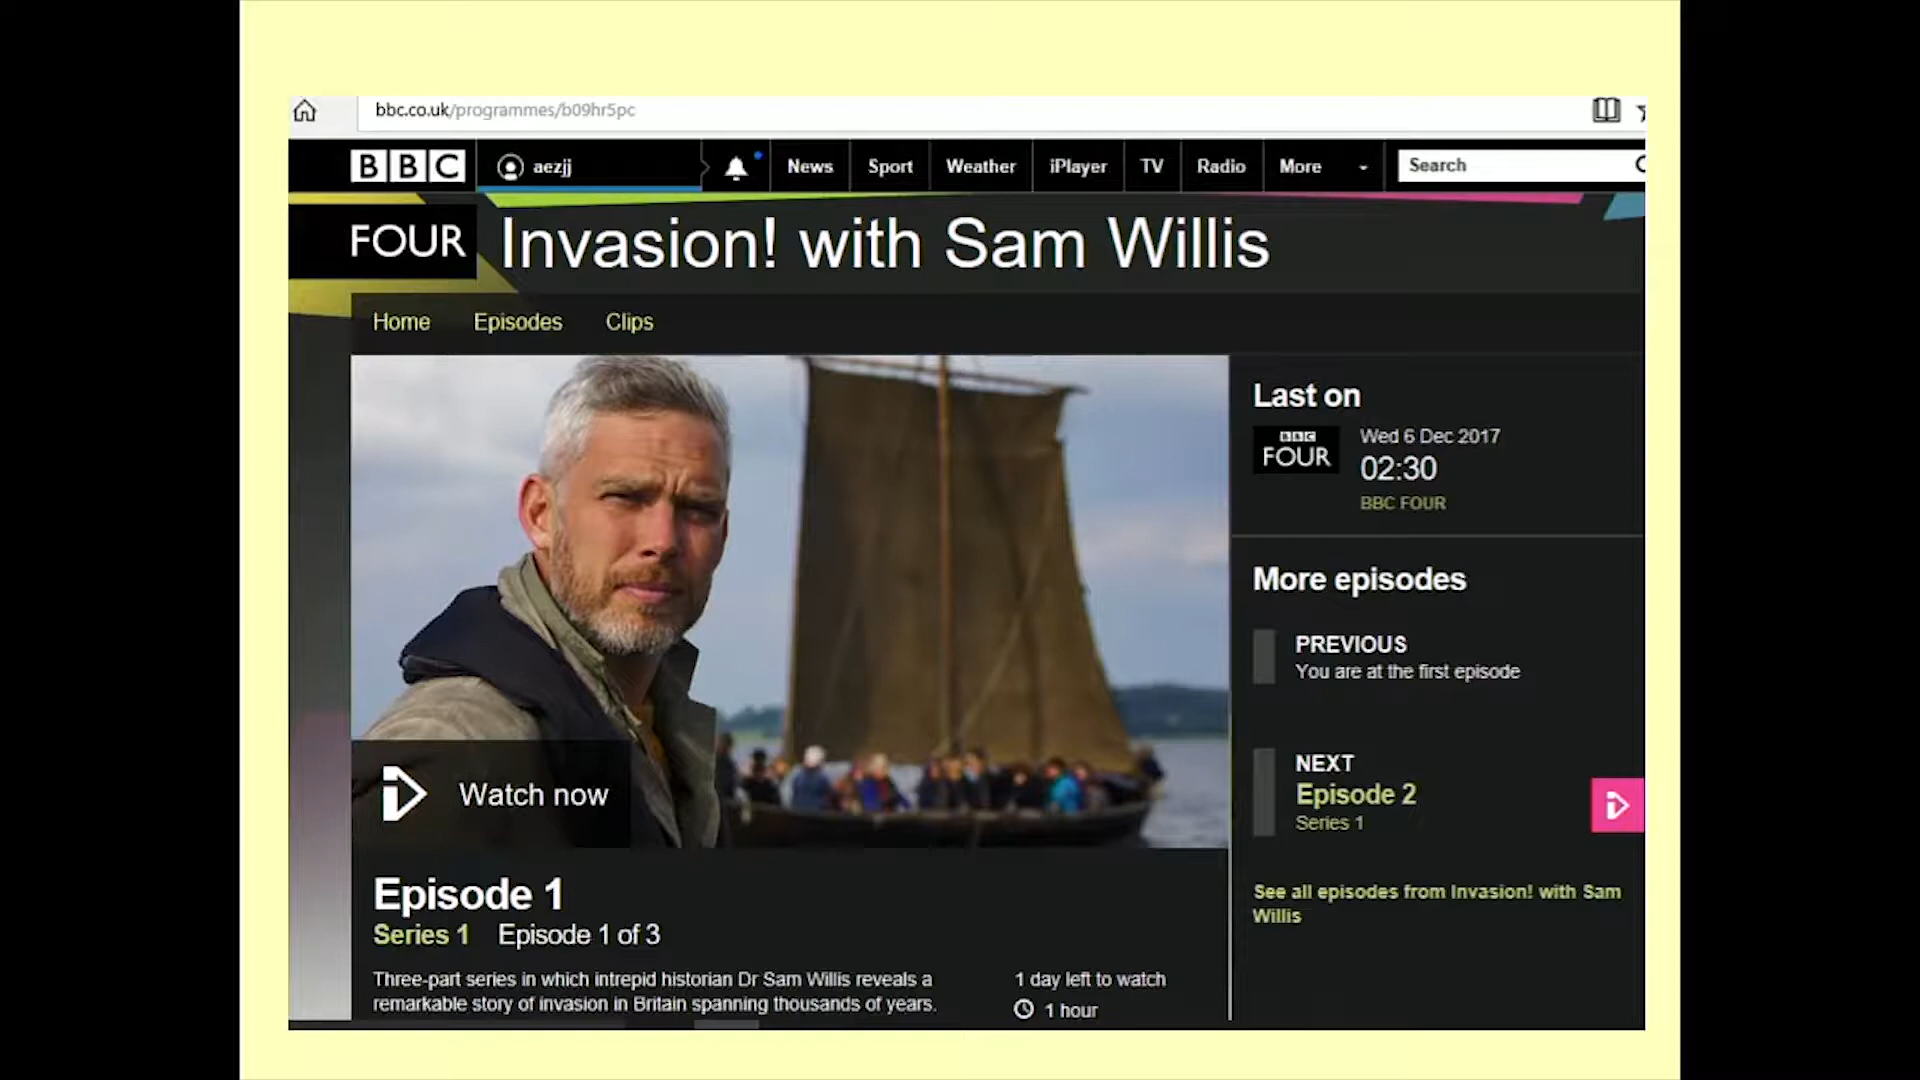 bbc.co.uk/programmes/b09hr5pc
BBC aezjj News Sport Weather iPlayer TV Radio More Search
FOUR Invasion! with Sam Willis
Home Episodes Clips
Last on
BBC FOUR
Wed 6 Dec 2017
02:30
BBC FOUR
More episodes
PREVIOUS
You are at the first episode
NEXT
Episode 2
Series 1
See all episodes from Invasion! with Sam
Willis
Watch now
Episode 1
Series 1 Episode 1 of 3
Three-part series in which intrepid historian Dr Sam Willis reveals a
remarkable story of invasion in Britain spanning thousands of years.
1 day left to watch
1 hour